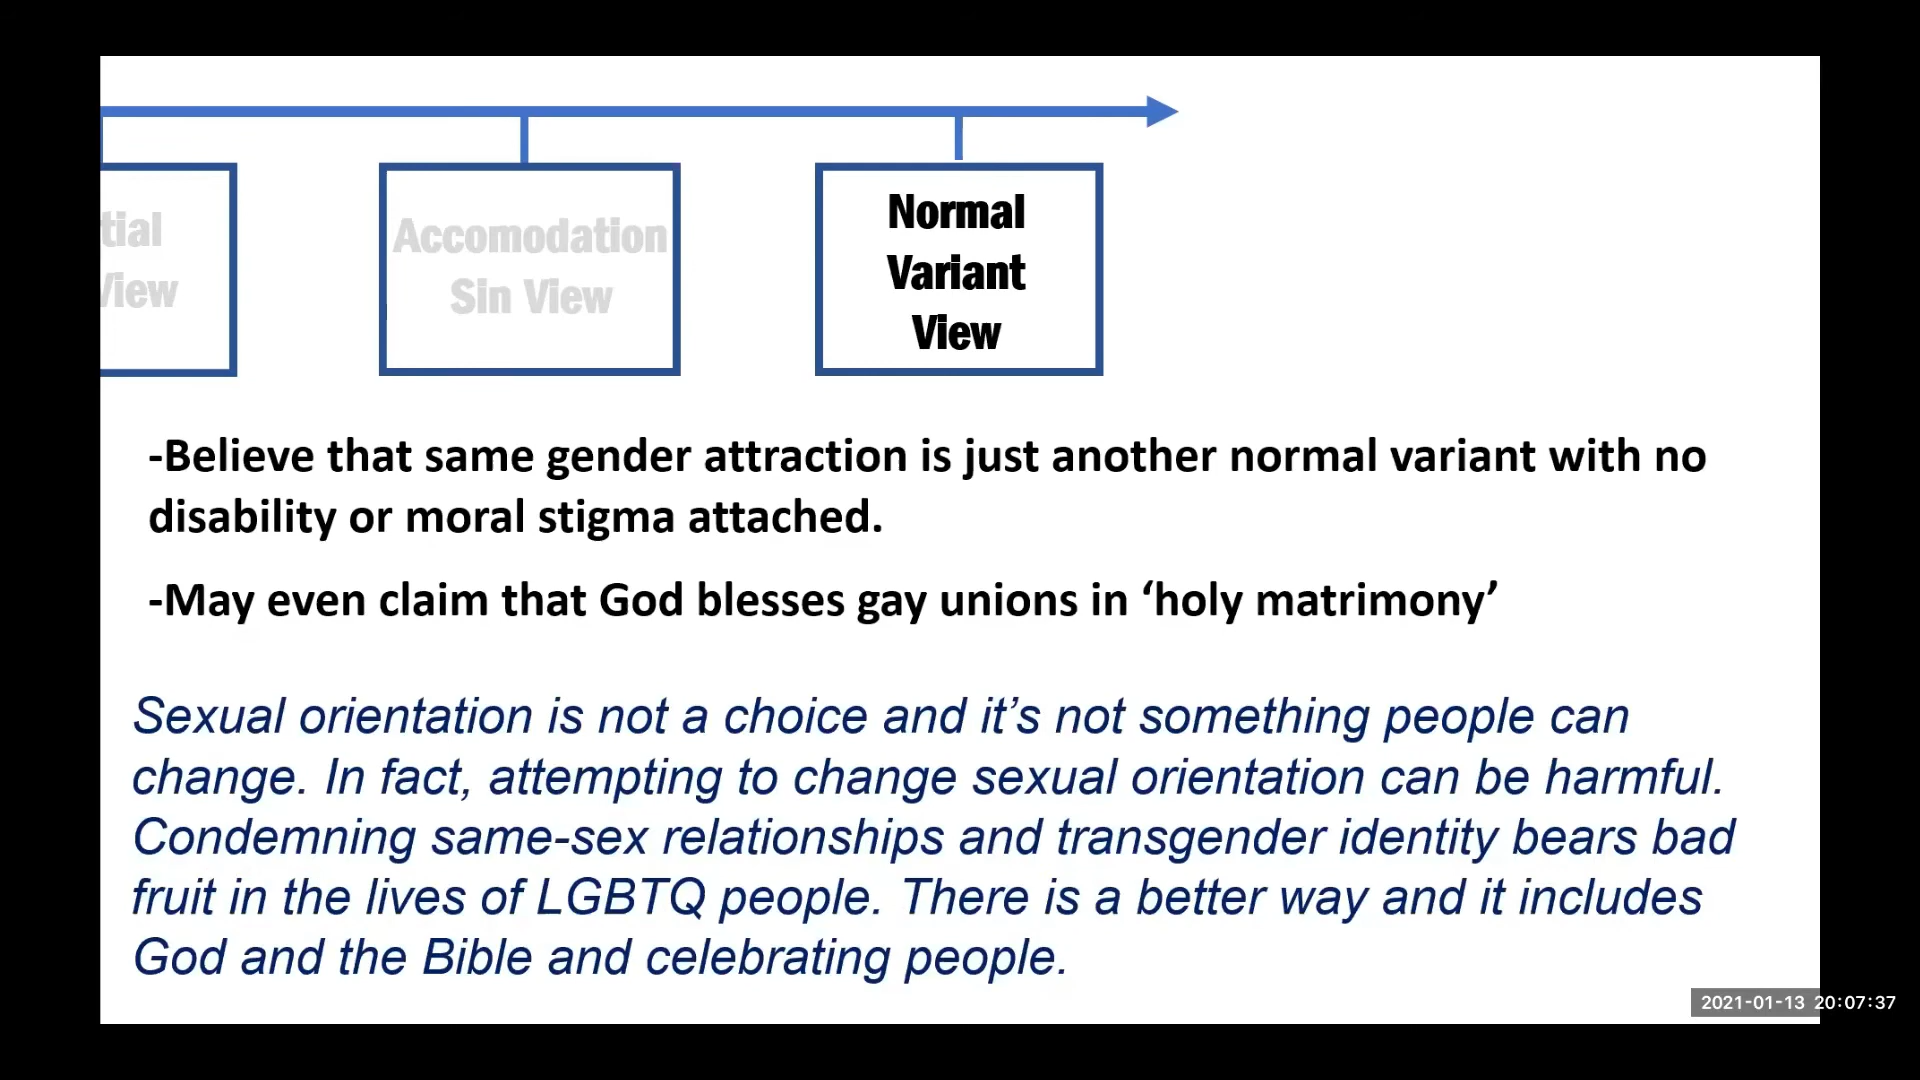 tial
View
Accomodation
Sin View
Normal
Variant
View
-Believe that same gender attraction is just another normal variant with no
disability or moral stigma attached.
-May even claim that God blesses gay unions in ‘holy matrimony’
Sexual orientation is not a choice and it’s not something people can
change. In fact, attempting to change sexual orientation can be harmful.
Condemning same-sex relationships and transgender identity bears bad
fruit in the lives of LGBTQ people. There is a better way and it includes
God and the Bible and celebrating people.
2021-01-13 20:07:37